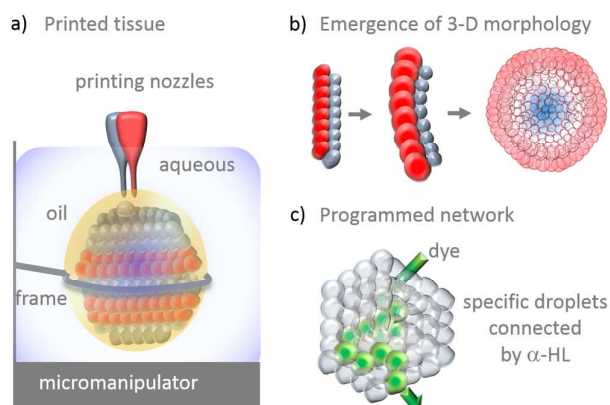 a) Printed tissue
printing nozzles
aqueous
oil
frame
micromanipulator
b) Emergence of 3-D morphology
c) Programmed network
dye
specific droplets
connected
by α-HL